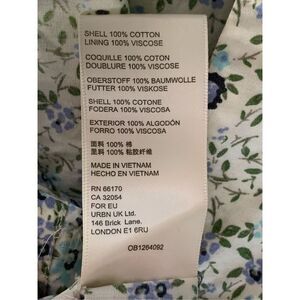 SHELL 100% COTTON
LINING 100% VISCOSE
COQUILLE 100% COTON
DOUBLURE 100% VISCOSE
OBERSTOFF 100% BAUMWOLLE
FUTTER 100% VISKOSE
SHELL 100% COTONE
FODERA 100% VISCOSA
EXTERIOR 100% ALGODÓN
FORRO 100% VISCOSA
面料 100% 棉
里料 100% 粘胶纤维
MADE IN VIETNAM
HECHO EN VIETNAM
RN 66170
CA 32054
FOR EU
URBN UK Ltd.
146 Brick Lane.
LONDON E1 6RU
OB1264092